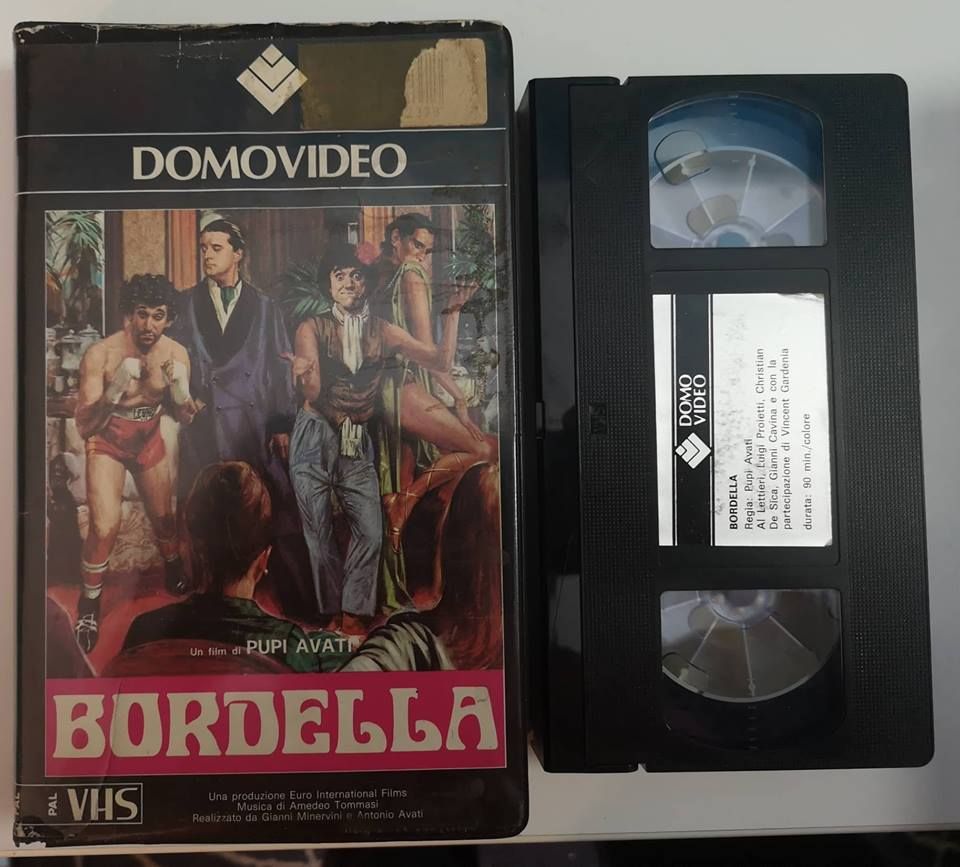 DOMOVIDEO
Un film di PUPI AVATI
BORDELLA
PAL VHS
Una produzione Euro International Films
Musica di Amedeo Tommasi
Realizzato da Gianni Minervini e Antonio Avati
DOMO
VIDEO
BORDELLA
Regia: Pupi Avati
Al Lettieri, Luigi Proietti, Christian
De Sica, Gianni Cavina e con la
partecipazione di Vincent Gardenia
durata: 90 min./colore